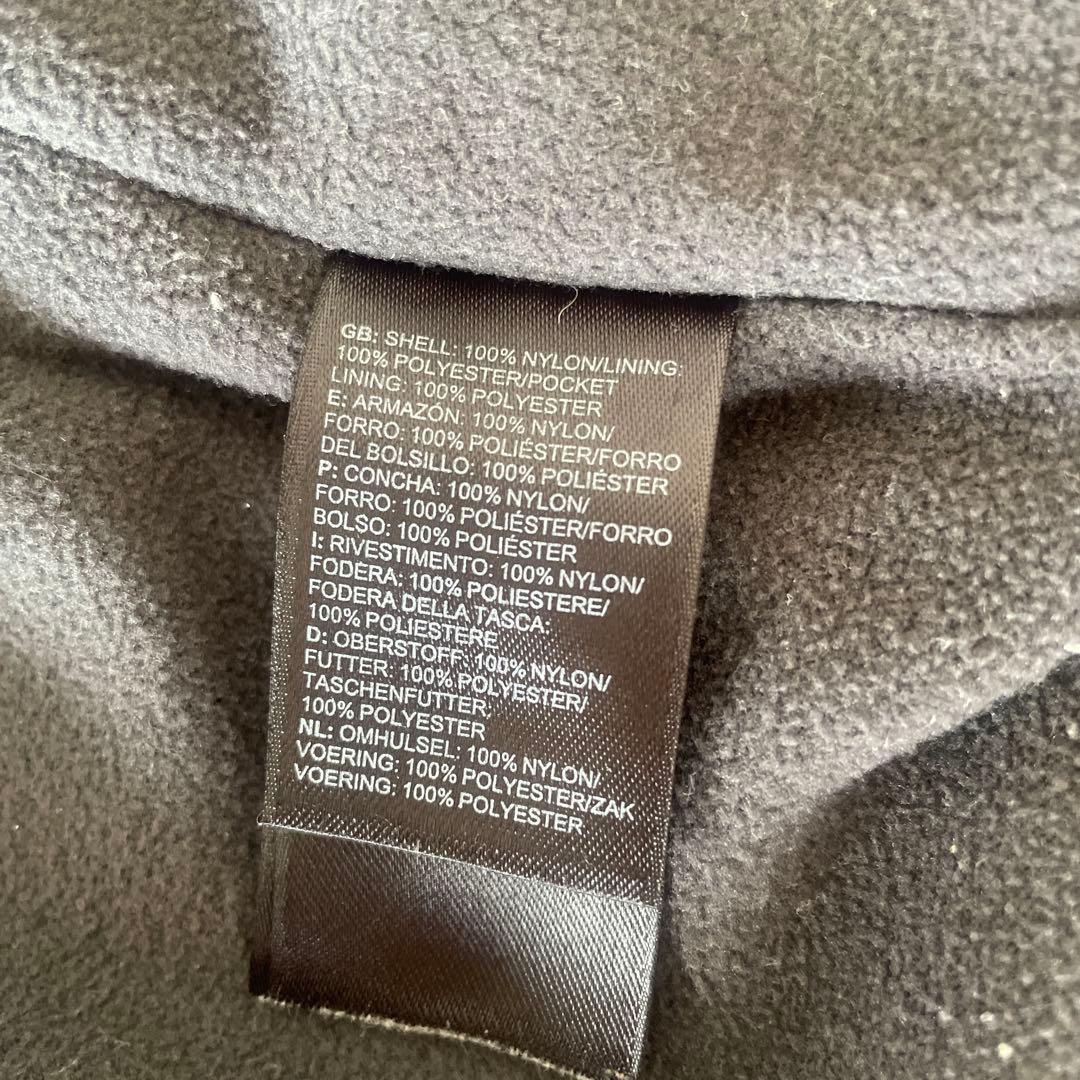 GB: SHELL: 100% NYLON/LINING:
100% POLYESTER/POCKET
LINING: 100% POLYESTER
E: ARMAZÓN: 100% NYLON/
FORRO: 100% POLIÉSTER/FORRO
DEL BOLSILLO: 100% POLIÉSTER
P: CONCHA: 100% NYLON/
FORRO: 100% POLIÉSTER/FORRO
BOLSO: 100% POLIÉSTER
I: RIVESTIMENTO: 100% NYLON/
FODERA: 100% POLIESTERE/
FODERA DELLA TASCA:
100% POLIESTERE
D: OBERSTOFF: 100% NYLON/
FUTTER: 100% POLYESTER/
TASCHENFUTTER:
100% POLYESTER
NL: OMHULSEL: 100% NYLON/
VOERING: 100% POLYESTER/ZAK
VOERING: 100% POLYESTER